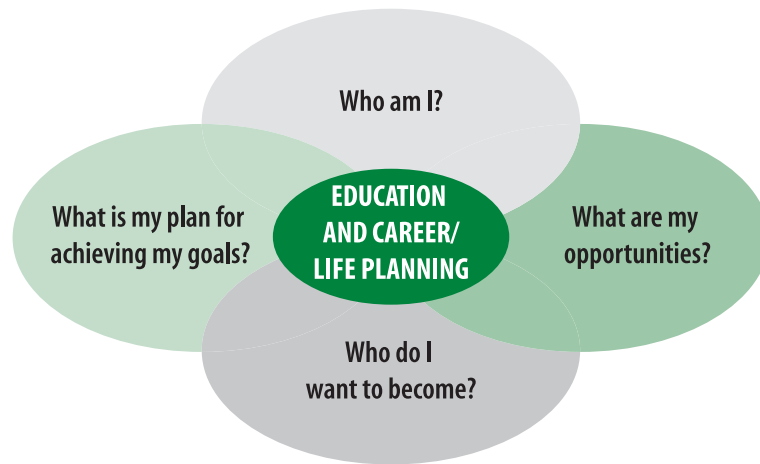 Who am I?
What is my plan for
achieving my goals?
EDUCATION
AND CAREER/
LIFE PLANNING
What are my
opportunities?
Who do I
want to become?